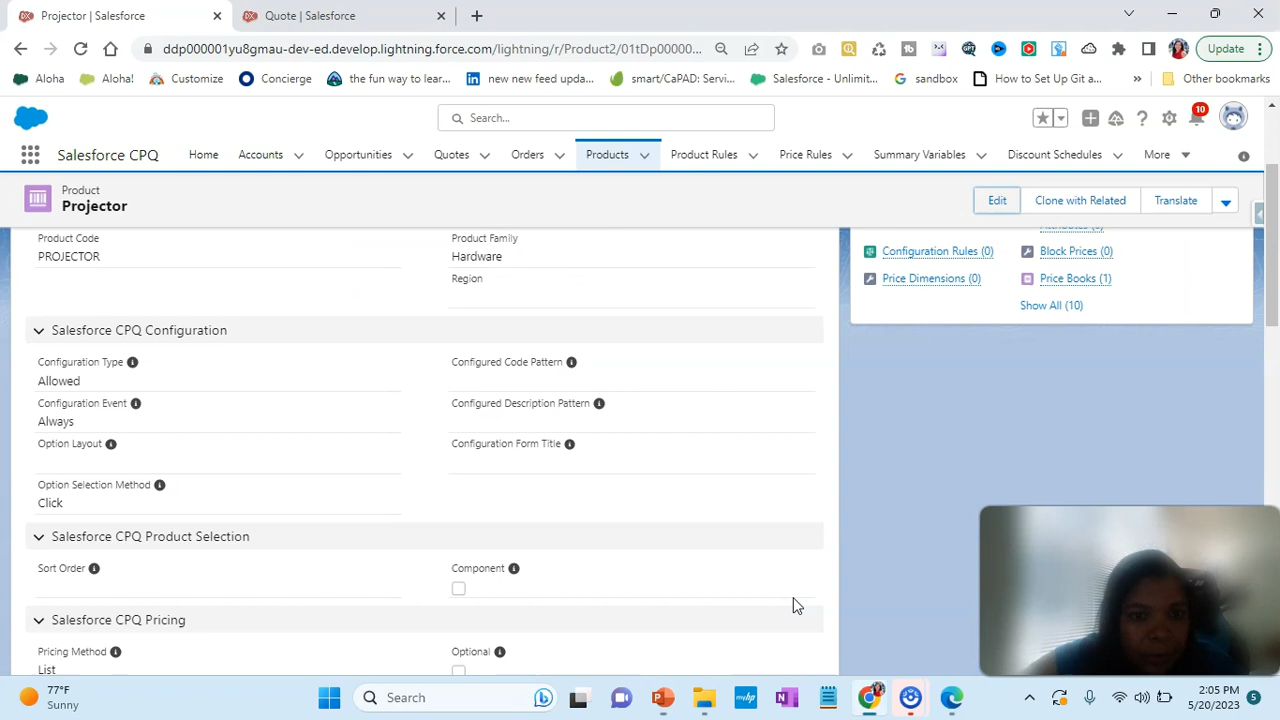 Projector | Salesforce
Quote | Salesforce
ddp000001yu8gmau-dev-ed.develop.lightning.force.com/lightning/r/Product2/01tDp0000...
Update
Aloha
Aloha!
Customize
Concierge
the fun way to lear...
new new feed upda...
smart/CaPAD: Servi...
Salesforce - Unlimit...
sandbox
How to Set Up Git a...
»
Other bookmarks
Search...
10
Salesforce CPQ
Home
Accounts
Opportunities
Quotes
Orders
Products
Product Rules
Price Rules
Summary Variables
Discount Schedules
More
Product
Projector
Edit
Clone with Related
Translate
Product Code
PROJECTOR
Product Family
Hardware
Region
Configuration Rules (0)
Block Prices (0)
Price Dimensions (0)
Price Books (1)
Show All (10)
Salesforce CPQ Configuration
Configuration Type
Allowed
Configured Code Pattern
Configuration Event
Always
Configured Description Pattern
Option Layout
Configuration Form Title
Option Selection Method
Click
Salesforce CPQ Product Selection
Sort Order
Component
Salesforce CPQ Pricing
Pricing Method
List
Optional
77°F
Sunny
Search
2:05 PM
5/20/2023
5